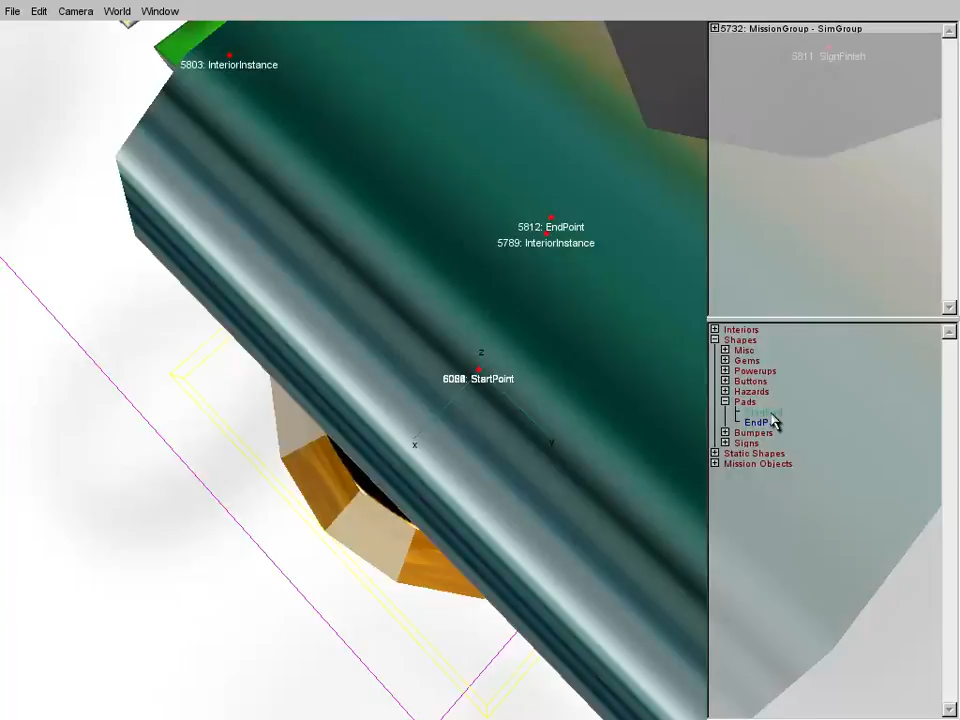 File Edit Camera World Window
5732: MissionGroup - SimGroup
5811: SignFinish
5803: InteriorInstance
5812: EndPoint
5789: InteriorInstance
z
StartPoint
x
Y
Interiors
Shapes
Misc
Gems
Powerups
Buttons
Hazards
Pads
Bumpers
Signs
Static Shapes
Mission Objects